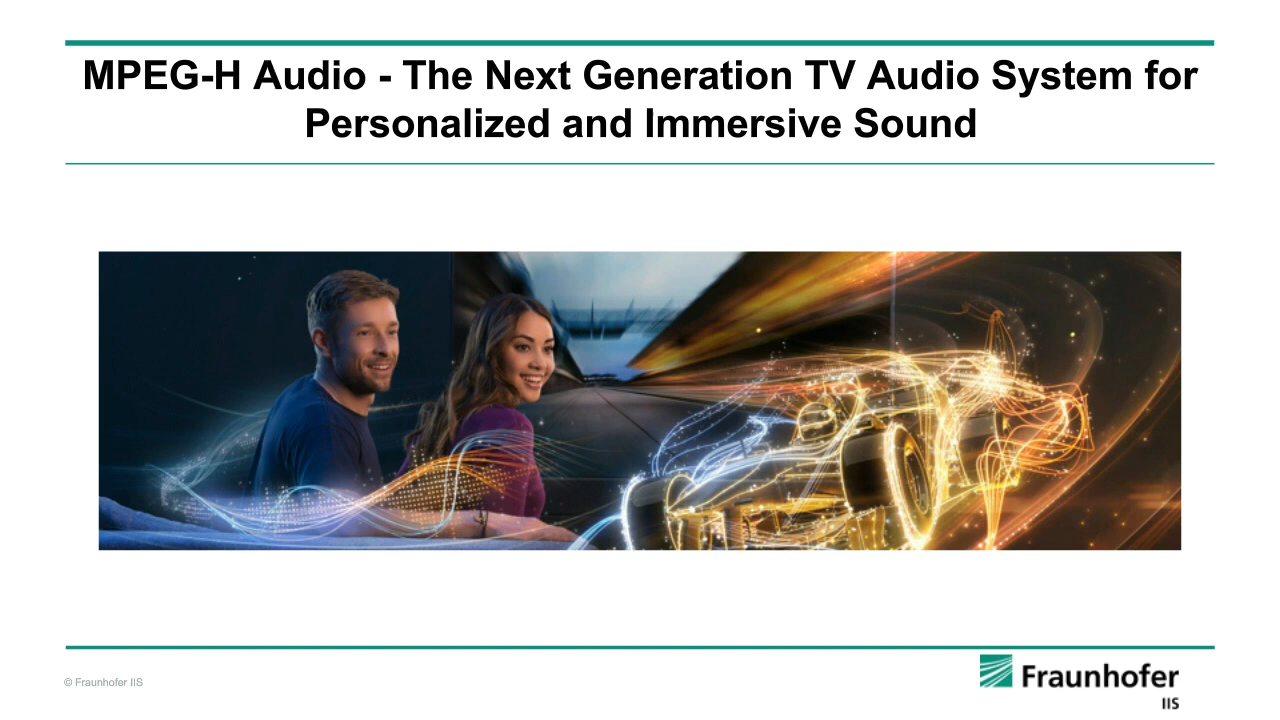 MPEG-H Audio - The Next Generation TV Audio System for
Personalized and Immersive Sound
© Fraunhofer IIS
Fraunhofer
IIS